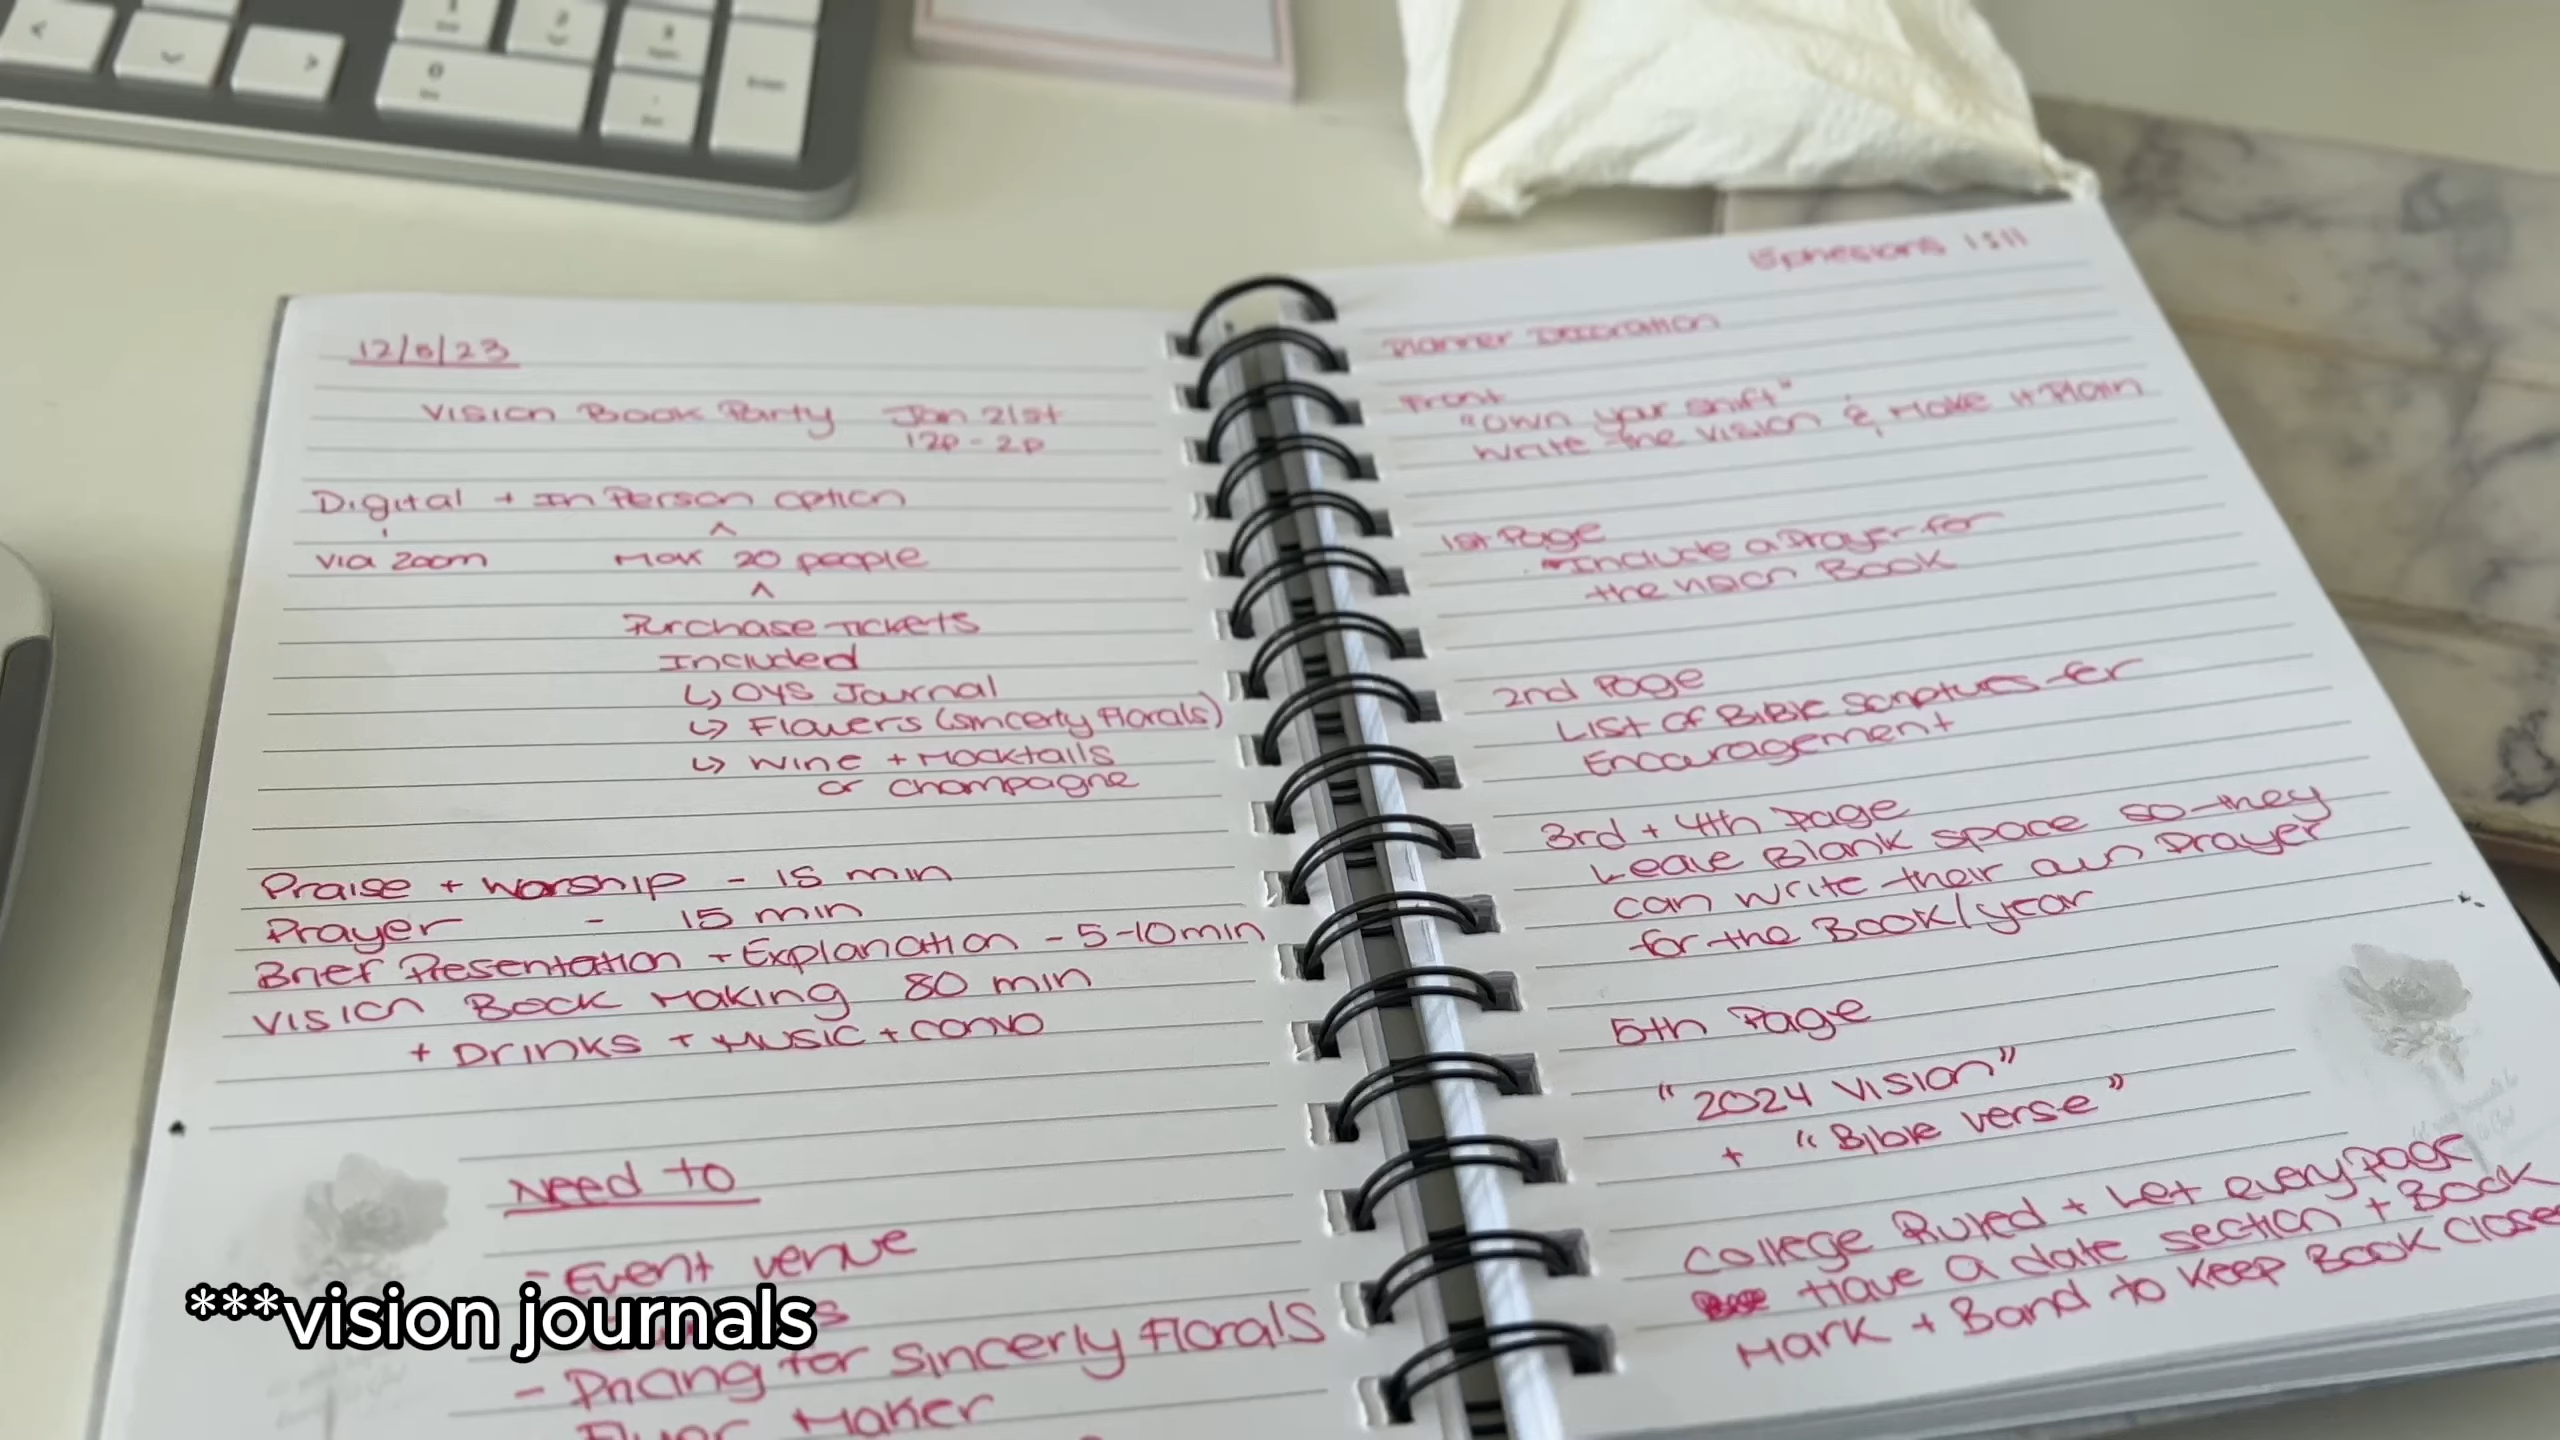 12/5/23
Vision Book Party Jan 21st
12p - 2p
Digital + In Person option
Via Zoom Max 20 people
Purchase Tickets
Included
↳ OYS Journal
↳ Flowers (sincerly Florals)
↳ Wine + Mocktails
or champagne
Praise + Worship - 15 min
Prayer - 15 min
Brief Presentation + Explanation - 5-10 min
Vision Book Making 80 min
+ Drinks + Music + convo
Need to
- Event venue
- Pricing for sincerly Florals
Flyer Maker
***vision journals
Ephesians 1:11
Planner Decoration
Front
"Own your shift"
Write the vision & Make it Plain
1st Page
Include a Prayer for
the vision Book
2nd Page
List of Bible scriptures for
Encouragement
3rd + 4th Page
Leave Blank space so they
can write their own Prayer
for the Book/year
5th Page
"2024 Vision"
+ "Bible verse"
College Ruled + Let every Page
Have a date section + Book
Mark + Band to keep Book close